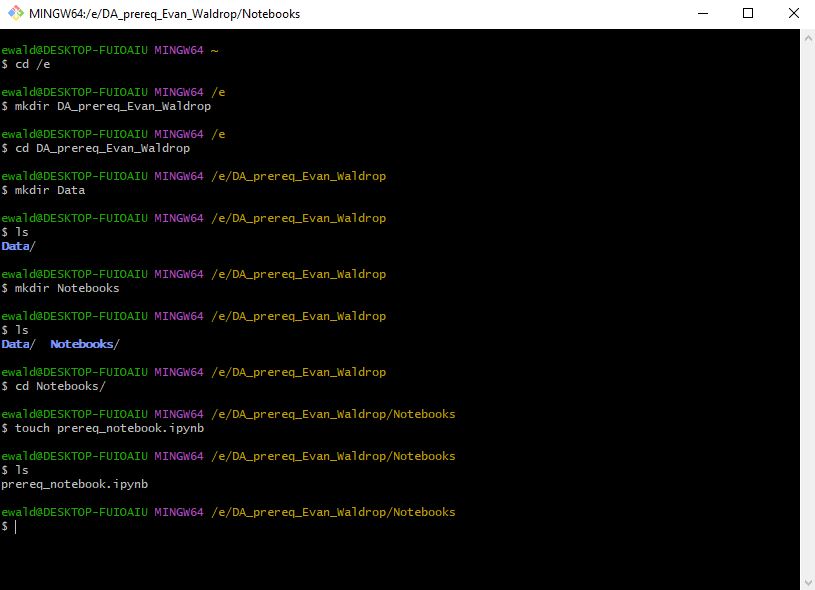 MINGW64:/e/DA_prereq_Evan_Waldrop/Notebooks
ewald@DESKTOP-FUIOAIU MINGW64 ~
$ cd /e
ewald@DESKTOP-FUIOAIU MINGW64 /e
$ mkdir DA_prereq_Evan_Waldrop
ewald@DESKTOP-FUIOAIU MINGW64 /e
$ cd DA_prereq_Evan_Waldrop
ewald@DESKTOP-FUIOAIU MINGW64 /e/DA_prereq_Evan_Waldrop
$ mkdir Data
ewald@DESKTOP-FUIOAIU MINGW64 /e/DA_prereq_Evan_Waldrop
$ ls
Data/
ewald@DESKTOP-FUIOAIU MINGW64 /e/DA_prereq_Evan_Waldrop
$ mkdir Notebooks
ewald@DESKTOP-FUIOAIU MINGW64 /e/DA_prereq_Evan_Waldrop
$ ls
Data/  Notebooks/
ewald@DESKTOP-FUIOAIU MINGW64 /e/DA_prereq_Evan_Waldrop
$ cd Notebooks/
ewald@DESKTOP-FUIOAIU MINGW64 /e/DA_prereq_Evan_Waldrop/Notebooks
$ touch prereq_notebook.ipynb
ewald@DESKTOP-FUIOAIU MINGW64 /e/DA_prereq_Evan_Waldrop/Notebooks
$ ls
prereq_notebook.ipynb
ewald@DESKTOP-FUIOAIU MINGW64 /e/DA_prereq_Evan_Waldrop/Notebooks
$